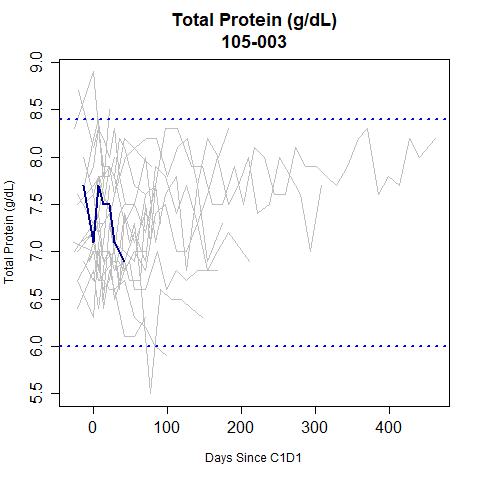 Total Protein (g/dL)
105-003
Total Protein (g/dL)
9.0
8.5
8.0
7.5
7.0
6.5
6.0
5.5
0 100 200 300 400
Days Since C1D1